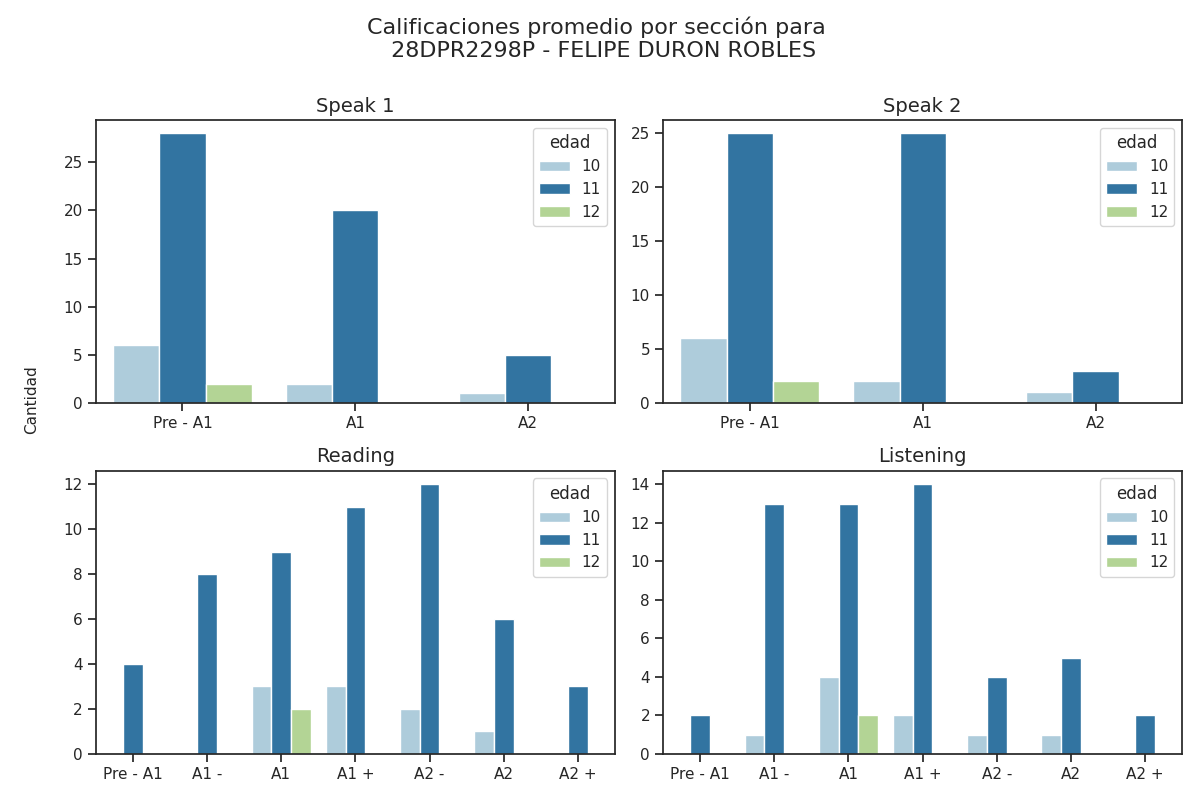 Calificaciones promedio por sección para
28DPR2298P - FELIPE DURON ROBLES
Cantidad
Speak 1
25
20
15
10
5
0
Pre - A1 A1 A2
edad
10
11
12
Speak 2
25
20
15
10
5
0
Pre - A1 A1 A2
edad
10
11
12
Reading
12
10
8
6
4
2
0
Pre - A1 A1 - A1 A1 + A2 - A2 A2 +
edad
10
11
12
Listening
14
12
10
8
6
4
2
0
Pre - A1 A1 - A1 A1 + A2 - A2 A2 +
edad
10
11
12